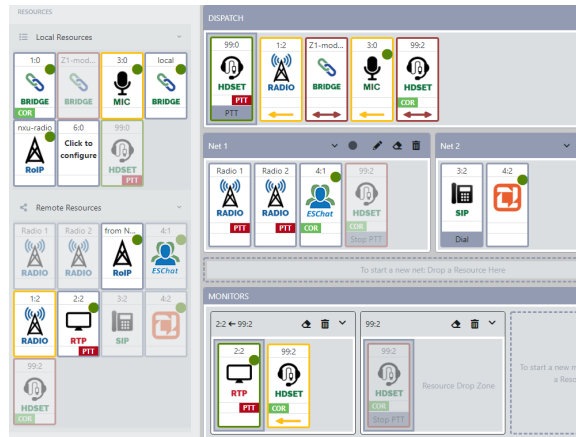 RESOURCES
Local Resources
1:0
Z1-mod...
3:0
local
BRIDGE
BRIDGE
MIC
BRIDGE
COR
nxu-radio
6:0
99:0
Click to
configure
RoIP
HDSET
PTT
Remote Resources
Radio 1
Radio 2
from N...
4:1
RADIO
RADIO
RoIP
ESChat
1:2
2:2
3:2
4:2
RADIO
RTP
SIP
PTT
99:2
HDSET
COR
DISPATCH
99:0
1:2
Z1-mod...
3:0
99:2
HDSET
RADIO
BRIDGE
MIC
HDSET
PTT
COR
PTT
Net 1
Radio 1
Radio 2
4:1
99:2
RADIO
RADIO
ESChat
HDSET
PTT
PTT
COR
COR
Stop PTT
Net 2
3:2
4:2
SIP
Dial
To start a new net: Drop a Resource Here
MONITORS
2:2 ← 99:2
2:2
99:2
RTP
HDSET
PTT
COR
99:2
99:2
HDSET
COR
Stop PTT
Resource Drop Zone
To start a new m
a Reso